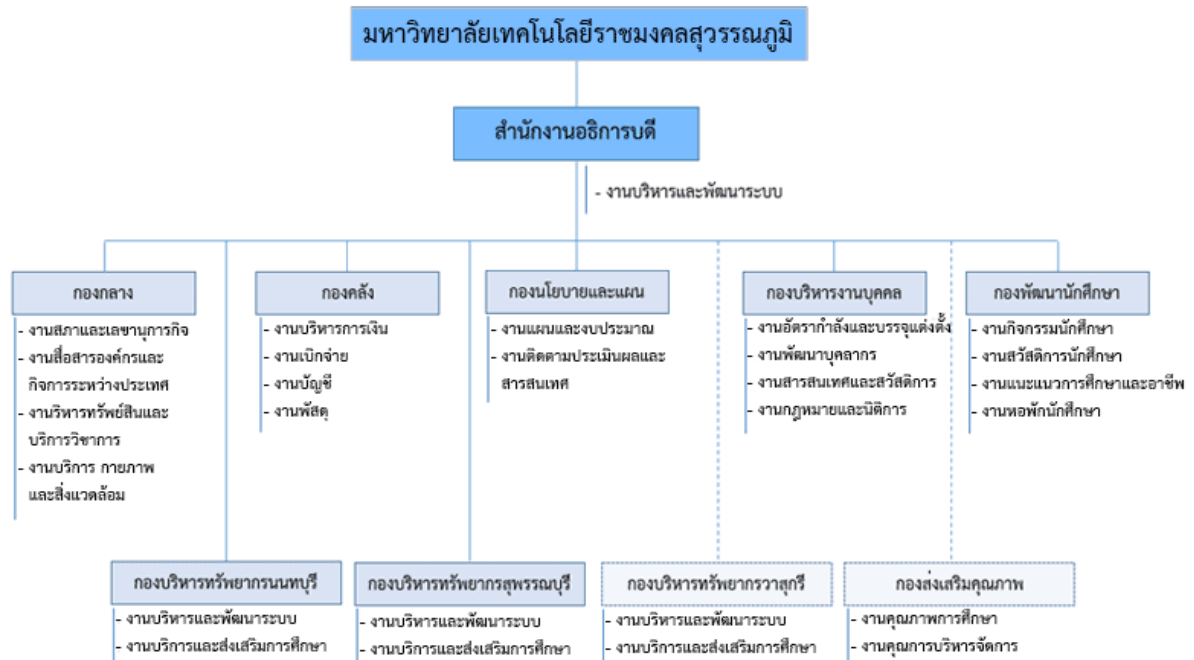 มหาวิทยาลัยเทคโนโลยีราชมงคลสุวรรณภูมิ
สำนักงานอธิการบดี
- งานบริหารและพัฒนาระบบ
กองกลาง
- งานสภาและเลขานุการกิจ
- งานสื่อสารองค์กรและ
กิจการระหว่างประเทศ
- งานริหารทรัพย์สินและ
บริการวิชาการ
- งานบริการ กายภาพ
และสิ่งแวดล้อม
กองคลัง
- งานบริหารการเงิน
- งานเบิกจ่าย
- งานบัญชี
- งานพัสดุ
กองนโยบายและแผน
- งานแผนและงบประมาณ
- งานติดตามประเมินผลและ
สารสนเทศ
กองบริหารงานบุคคล
- งานอัตรากำลังและบรรจุแต่งตั้ง
- งานพัฒนาบุคลากร
- งานสารสนเทศและสวัสดิการ
- งานกฎหมายและนิติการ
กองพัฒนานักศึกษา
- งานกิจกรรมนักศึกษา
- งานสวัสดิการนักศึกษา
- งานแนะแนวการศึกษาและอาชีพ
- งานหอพักนักศึกษา
กองบริหารทรัพยากรนนทบุรี
- งานบริหารและพัฒนาระบบ
- งานบริการและส่งเสริมการศึกษา
กองบริหารทรัพยากรสุพรรณบุรี
- งานบริหารและพัฒนาระบบ
- งานบริการและส่งเสริมการศึกษา
กองบริหารทรัพยากรวาสุกรี
- งานบริหารและพัฒนาระบบ
- งานบริการและส่งเสริมการศึกษา
กองส่งเสริมคุณภาพ
- งานคุณภาพการศึกษา
- งานคุณการบริหารจัดการ